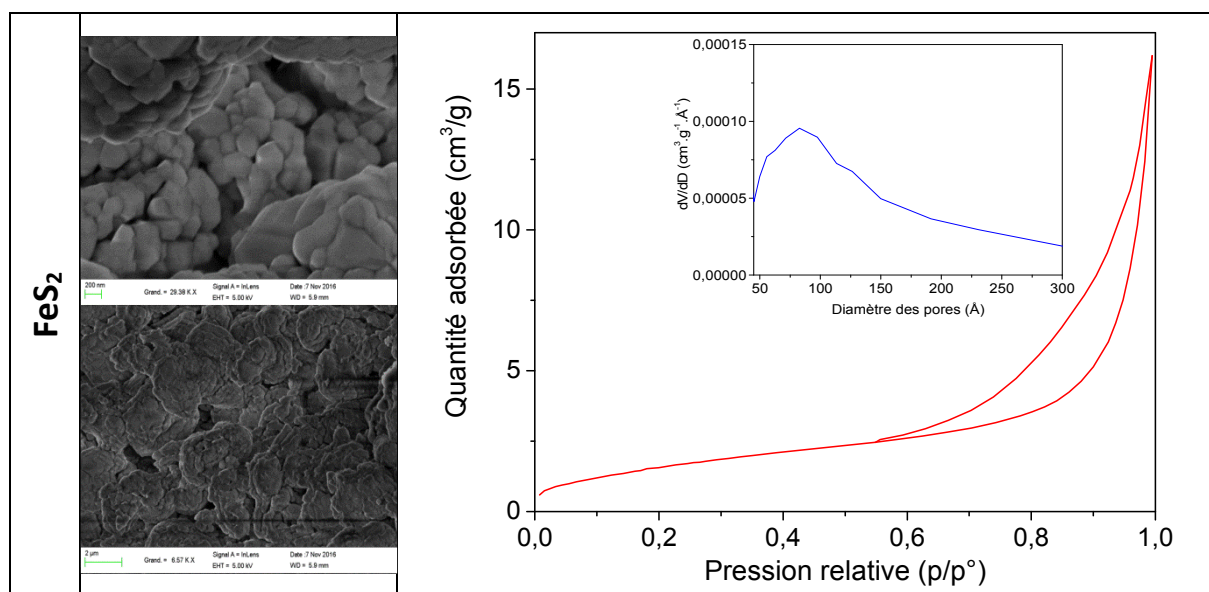 FeS₂
200 nm
Grand. = 29.38 K X
Signal A = InLens
EHT = 5.00 kV
Date :7 Nov 2016
WD = 5.9 mm
2 µm
Grand. = 6.57 K X
Signal A = InLens
EHT = 5.00 kV
Date :7 Nov 2016
WD = 5.9 mm
Quantité adsorbée (cm³/g)
15
10
5
0
0,0 0,2 0,4 0,6 0,8 1,0
Pression relative (p/p°)
dV/dD (cm³.g⁻¹.Å⁻¹)
0,00015
0,00010
0,00005
0,00000
50 100 150 200 250 300
Diamètre des pores (Å)